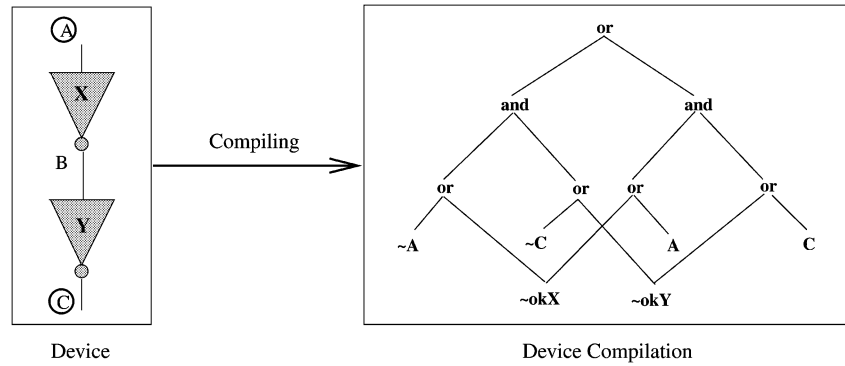 A
X
B
Y
C
Device
Compiling
or
and and
or or or or
~A ~C A C
~okX ~okY
Device Compilation